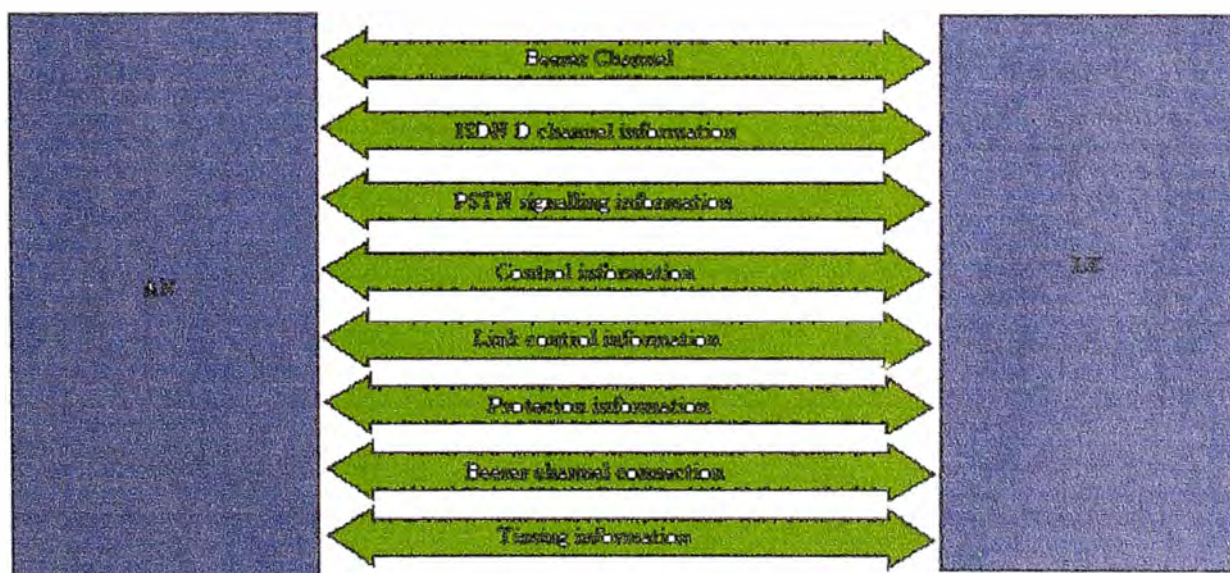 Bearer Channel
ISDN D channel information
PSTN signalling information
AN
Control information
LE
Link control information
Protecton information
Bearer channel connection
Timing information